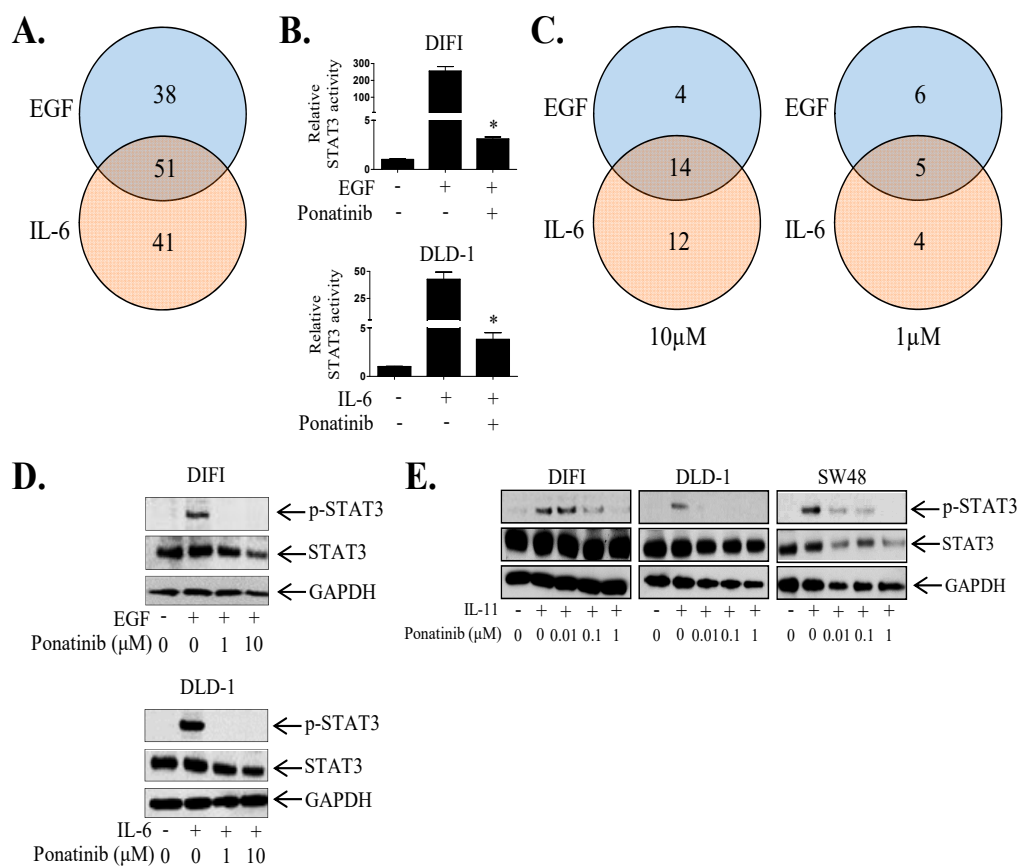 A.
EGF
38
51
IL-6
41
B.
DIFI
Relative
STAT3 activity
300
200
100
5
0
*
EGF - + +
Ponatinib - - +
DLD-1
Relative
STAT3 activity
50
25
5
0
*
IL-6 - + +
Ponatinib - - +
C.
EGF
4
14
IL-6
12
10µM
EGF
6
5
IL-6
4
1µM
D.
DIFI
p-STAT3
STAT3
GAPDH
EGF - + + +
Ponatinib (µM) 0 0 1 10
DLD-1
p-STAT3
STAT3
GAPDH
IL-6 - + + +
Ponatinib (µM) 0 0 1 10
E.
DIFI DLD-1 SW48
p-STAT3
STAT3
GAPDH
IL-11 - + + + + - + + + + - + + + +
Ponatinib (µM) 0 0 0.01 0.1 1 0 0 0.01 0.1 1 0 0 0.01 0.1 1